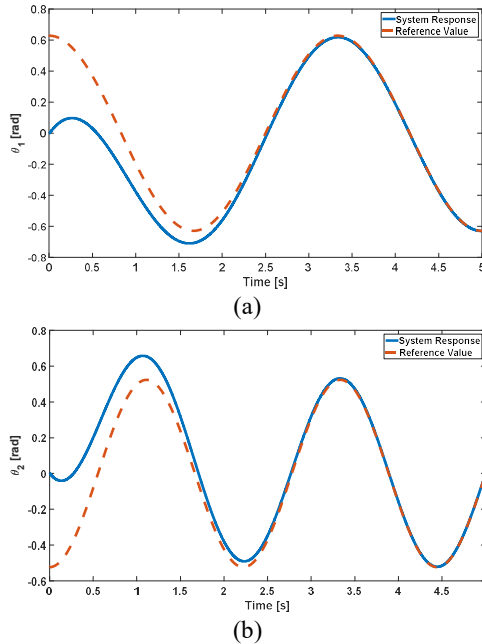 0.8
0.6
0.4
0.2
0
-0.2
-0.4
-0.6
-0.8
θ1 [rad]
System Response
Reference Value
0 0.5 1 1.5 2 2.5 3 3.5 4 4.5 5
Time [s]
(a)
0.8
0.6
0.4
0.2
0
-0.2
-0.4
-0.6
θ2 [rad]
System Response
Reference Value
0 0.5 1 1.5 2 2.5 3 3.5 4 4.5
Time [s]
(b)